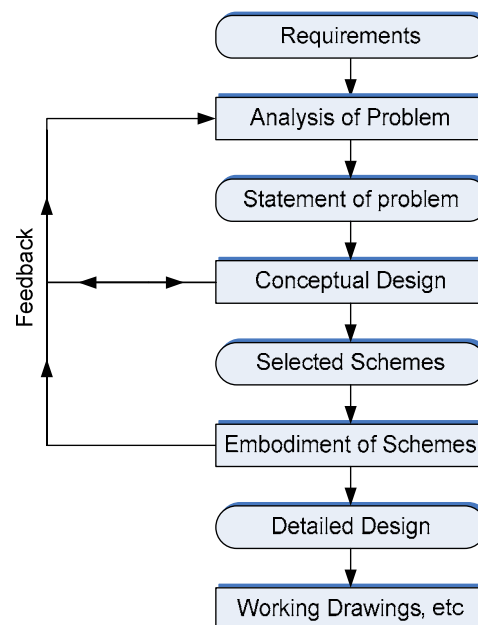 Requirements
Analysis of Problem
Statement of problem
Feedback
Conceptual Design
Selected Schemes
Embodiment of Schemes
Detailed Design
Working Drawings, etc